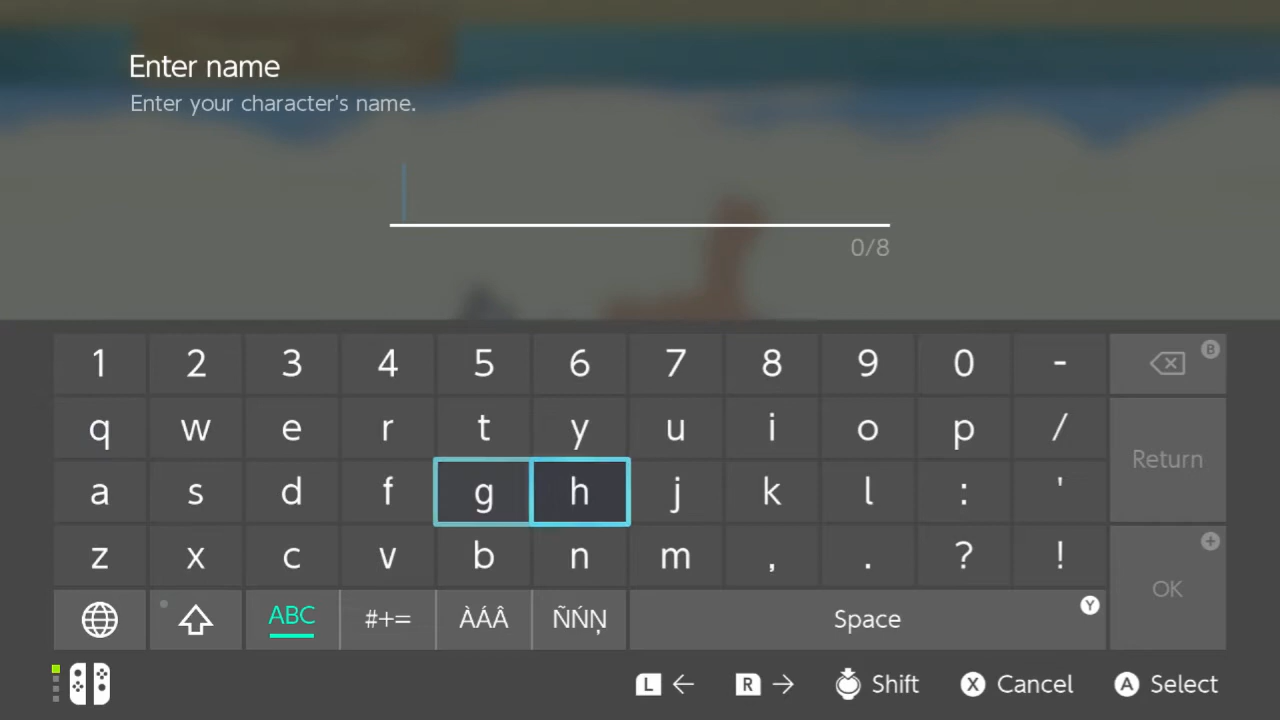 Enter name
Enter your character's name.
0/8
1 2 3 4 5 6 7 8 9 0 - B
q w e r t y u i o p /
Return
a s d f g h j k l : '
z x c v b n m , . ? ! +
OK
ABC #+= ÀÁÂ ÑŃŅ Space Y
L ← R → Shift X Cancel A Select